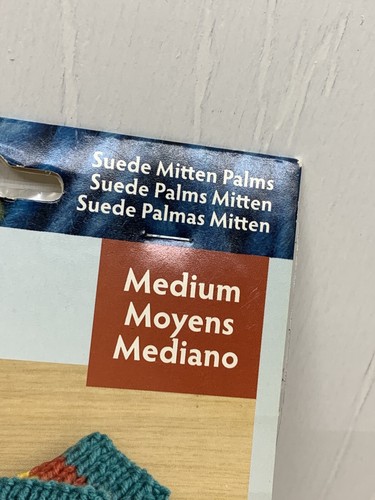 Suede Mitten Palms
Suede Palms Mitten
Suede Palmas Mitten
Medium
Moyens
Mediano